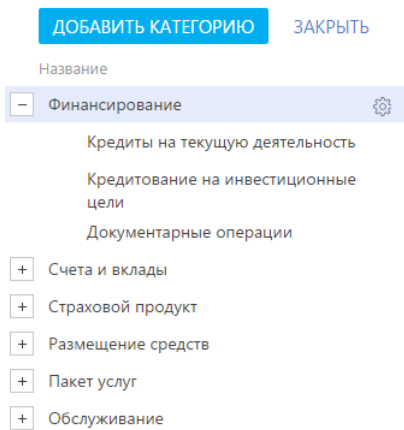 ДОБАВИТЬ КАТЕГОРИЮ ЗАКРЫТЬ
Название
Финансирование
Кредиты на текущую деятельность
Кредитование на инвестиционные
цели
Документарные операции
Счета и вклады
Страховой продукт
Размещение средств
Пакет услуг
Обслуживание